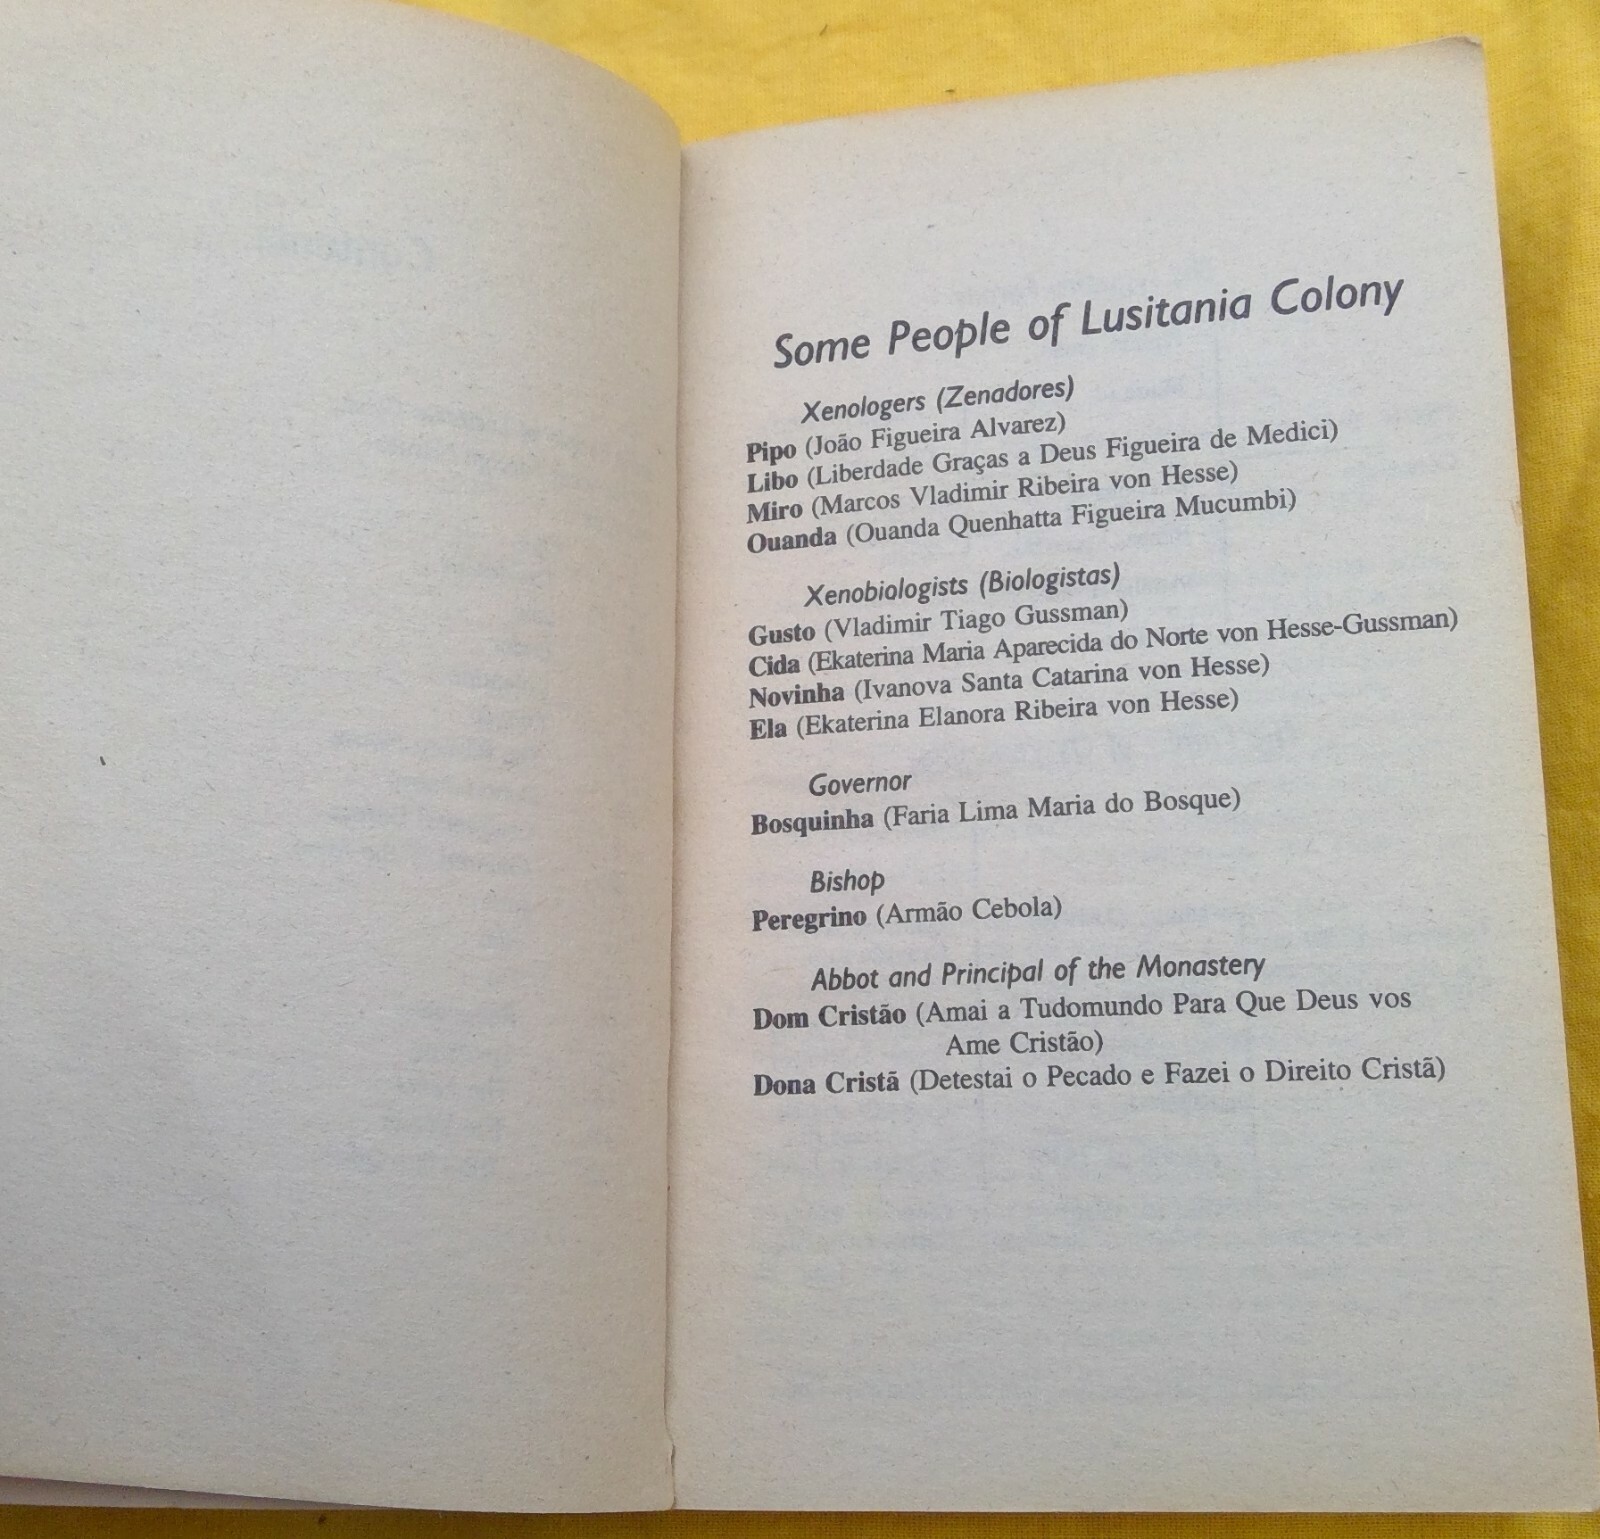 Some People of Lusitania Colony
Xenologers (Zenadores)
Pipo (João Figueira Alvarez)
Libo (Liberdade Graças a Deus Figueira de Medici)
Miro (Marcos Vladimir Ribeira von Hesse)
Ouanda (Ouanda Quenhatta Figueira Mucumbi)
Xenobiologists (Biologistas)
Gusto (Vladimir Tiago Gussman)
Cida (Ekaterina Maria Aparecida do Norte von Hesse-Gussman)
Novinha (Ivanova Santa Catarina von Hesse)
Ela (Ekaterina Elanora Ribeira von Hesse)
Governor
Bosquinha (Faria Lima Maria do Bosque)
Bishop
Peregrino (Armão Cebola)
Abbot and Principal of the Monastery
Dom Cristão (Amai a Tudomundo Para Que Deus vos
Ame Cristão)
Dona Cristã (Detestai o Pecado e Fazei o Direito Cristã)